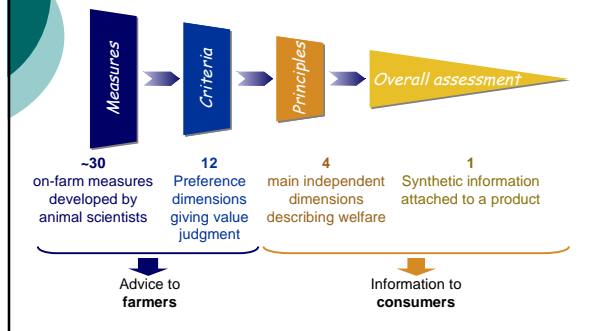 Measures
Criteria
Principles
Overall assessment
~30
on-farm measures
developed by
animal scientists
12
Preference
dimensions
giving value
judgment
4
main independent
dimensions
describing welfare
1
Synthetic information
attached to a product
Advice to
farmers
Information to
consumers